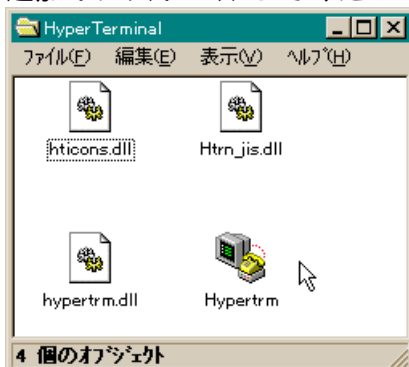 HyperTerminal
ファイル(F) 編集(E) 表示(V) ヘルプ(H)
hticons.dll Htrn_jis.dll
hypertrm.dll Hypertrm
4 個のオブジェクト